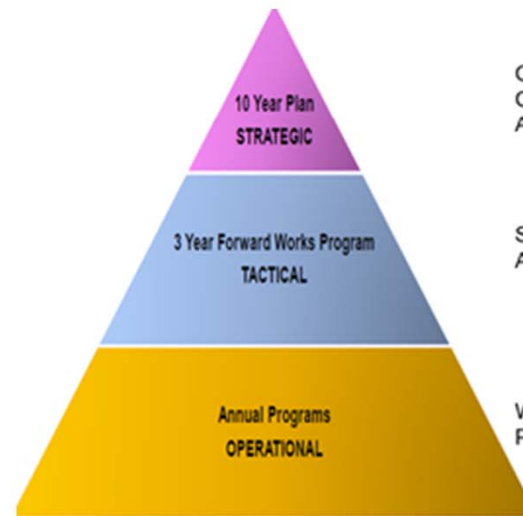 10 Year Plan
STRATEGIC
3 Year Forward Works Program
TACTICAL
Annual Programs
OPERATIONAL